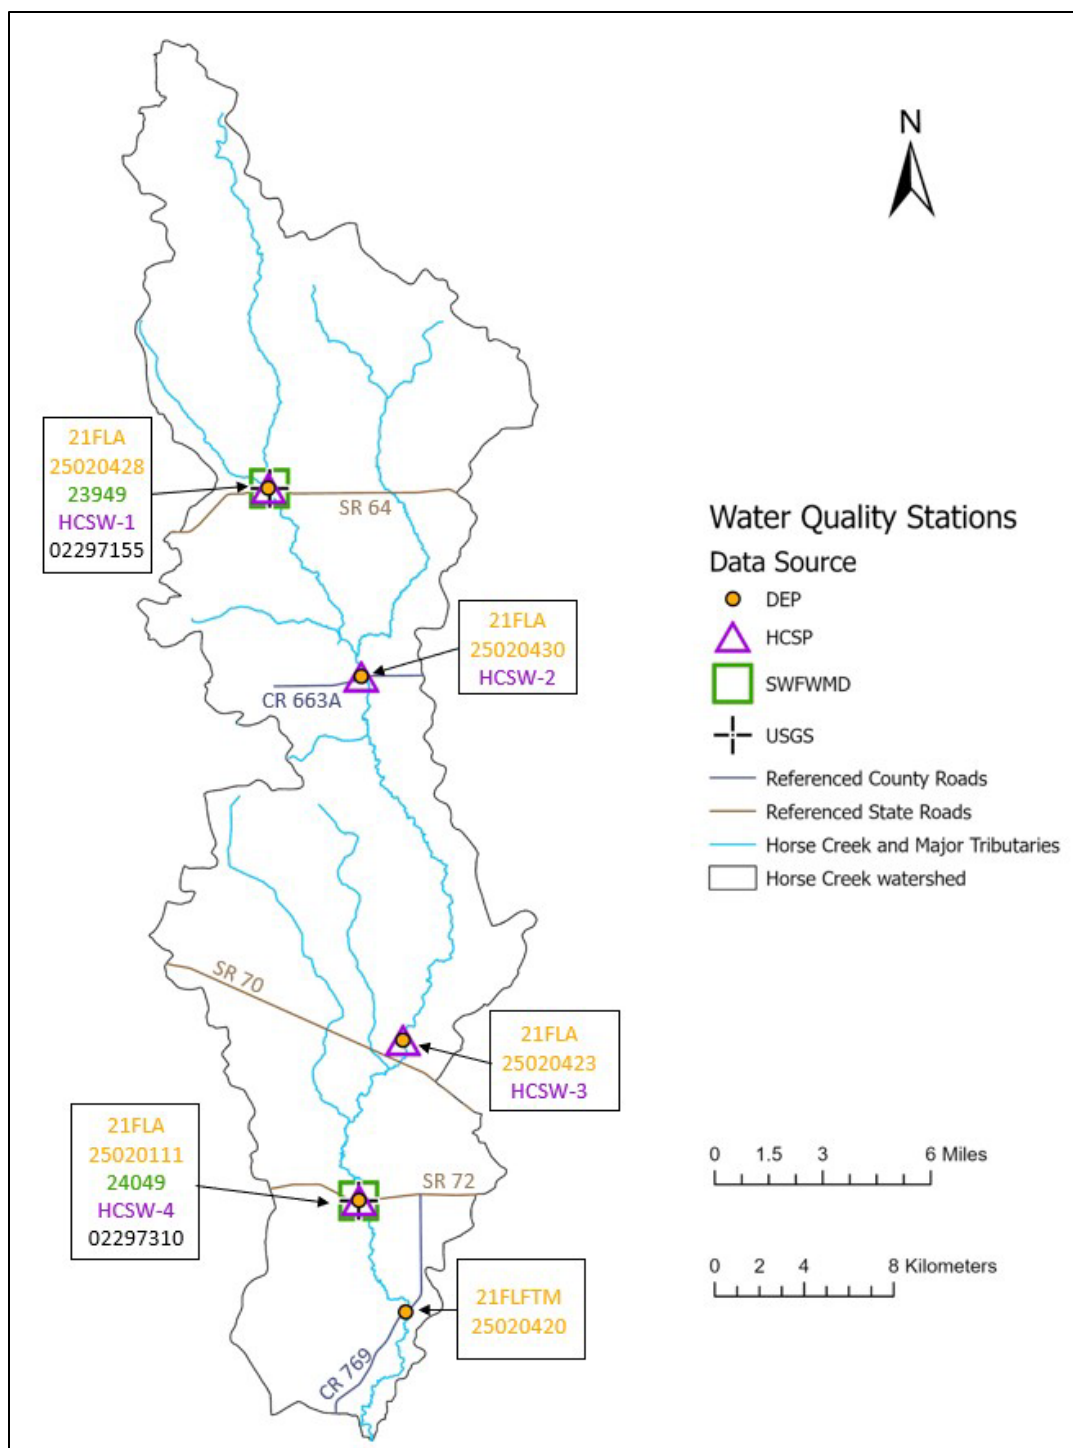 N
21FLA
25020428
23949
HCSW-1
02297155
SR 64
21FLA
25020430
HCSW-2
CR 663A
Water Quality Stations
Data Source
DEP
HCSP
SWFWMD
USGS
Referenced County Roads
Referenced State Roads
Horse Creek and Major Tributaries
Horse Creek watershed
SR 70
21FLA
25020423
HCSW-3
21FLA
25020111
24049
HCSW-4
02297310
SR 72
0 1.5 3 6 Miles
0 2 4 8 Kilometers
21FLFTM
25020420
CR 769